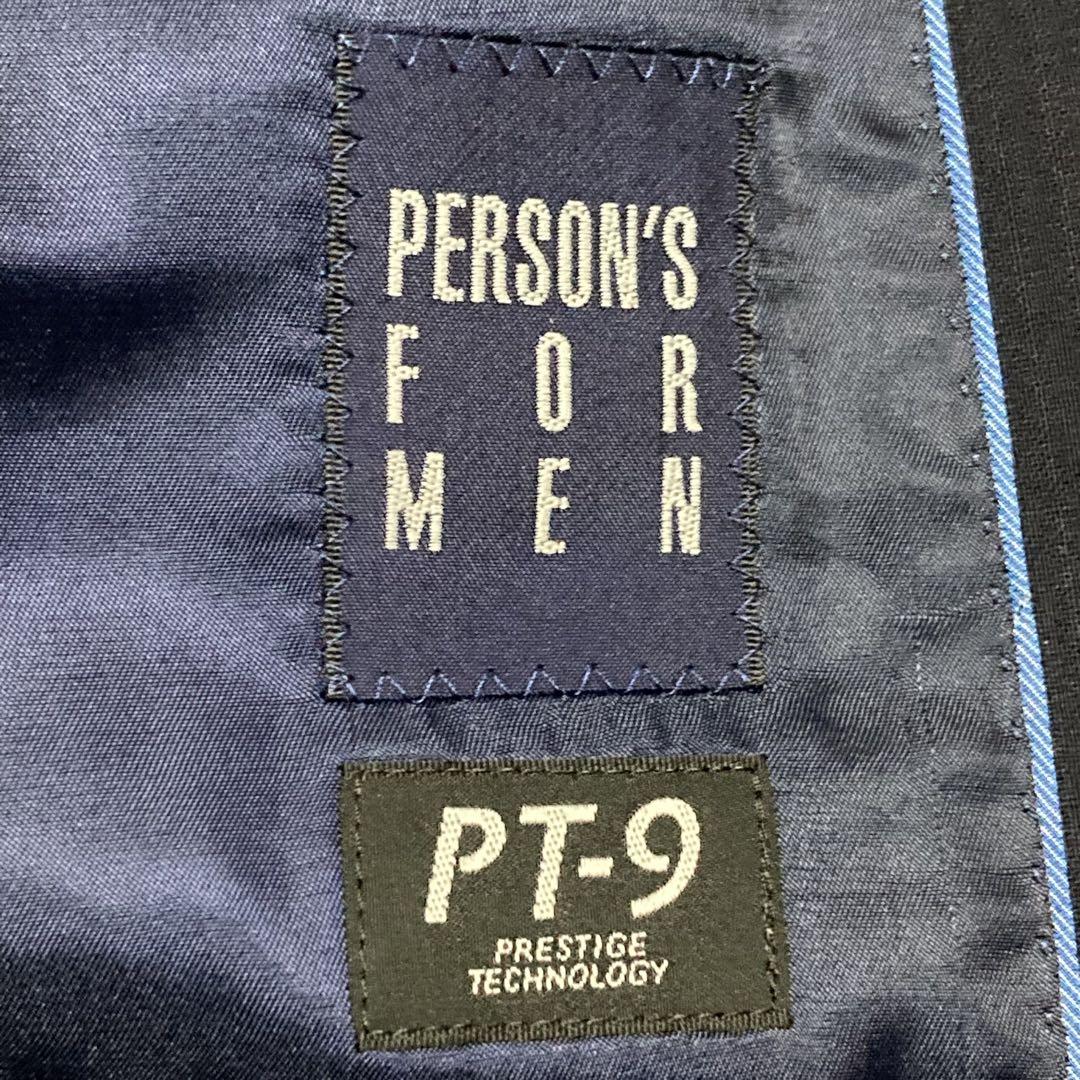 PERSON'S
FOR
MEN
PT-9
PRESTIGE
TECHNOLOGY